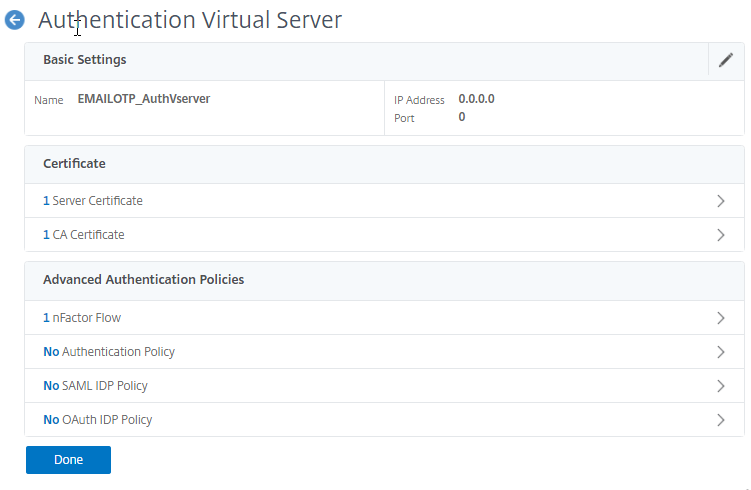 Authentication Virtual Server
Basic Settings
Name EMAILOTP_AuthVserver
IP Address 0.0.0.0
Port 0
Certificate
1 Server Certificate
1 CA Certificate
Advanced Authentication Policies
1 nFactor Flow
No Authentication Policy
No SAML IDP Policy
No OAuth IDP Policy
Done